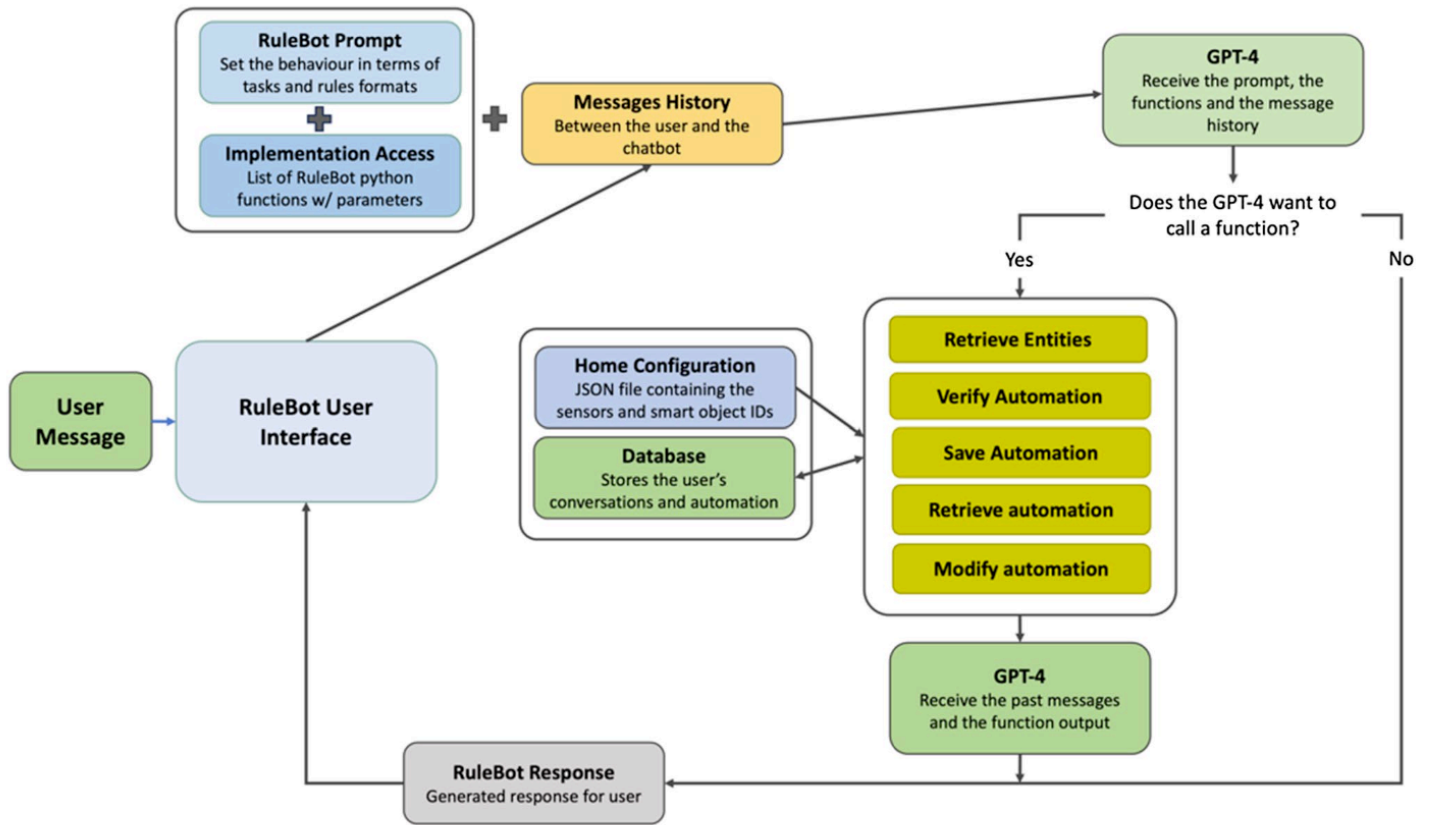 RuleBot Prompt
Set the behaviour in terms of
tasks and rules formats
Implementation Access
List of RuleBot python
functions w/ parameters
Messages History
Between the user and the
chatbot
GPT-4
Receive the prompt, the
functions and the message
history
Does the GPT-4 want to
call a function?
Yes
No
User
Message
RuleBot User
Interface
Home Configuration
JSON file containing the
sensors and smart object IDs
Database
Stores the user's
conversations and automation
Retrieve Entities
Verify Automation
Save Automation
Retrieve automation
Modify automation
GPT-4
Receive the past messages
and the function output
RuleBot Response
Generated response for user